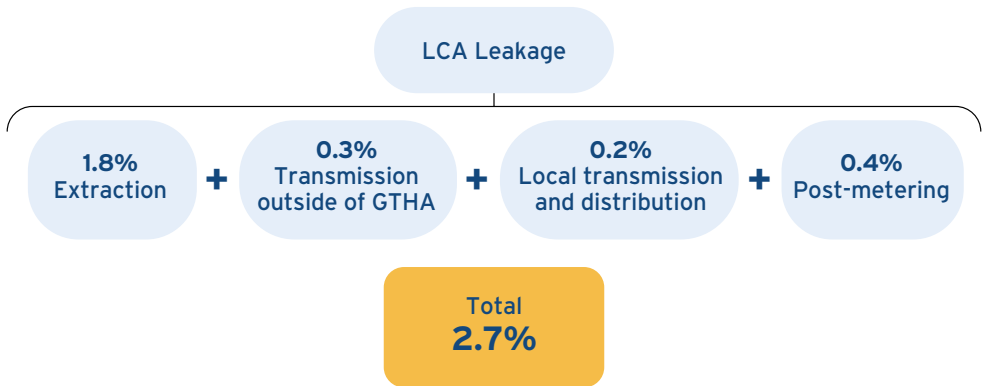 LCA Leakage
1.8%
Extraction
+
0.3%
Transmission
outside of GTHA
+
0.2%
Local transmission
and distribution
+
0.4%
Post-metering
Total
2.7%